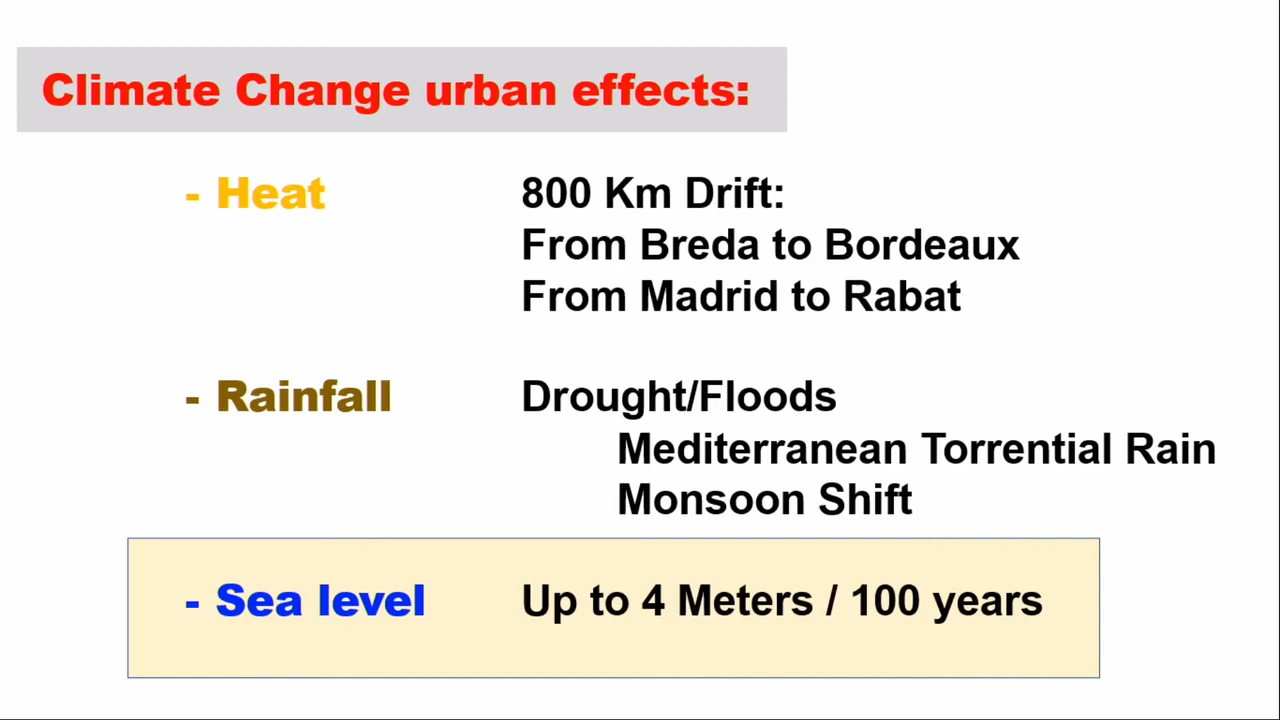 Climate Change urban effects:
- Heat 800 Km Drift:
From Breda to Bordeaux
From Madrid to Rabat
- Rainfall Drought/Floods
Mediterranean Torrential Rain
Monsoon Shift
- Sea level Up to 4 Meters / 100 years